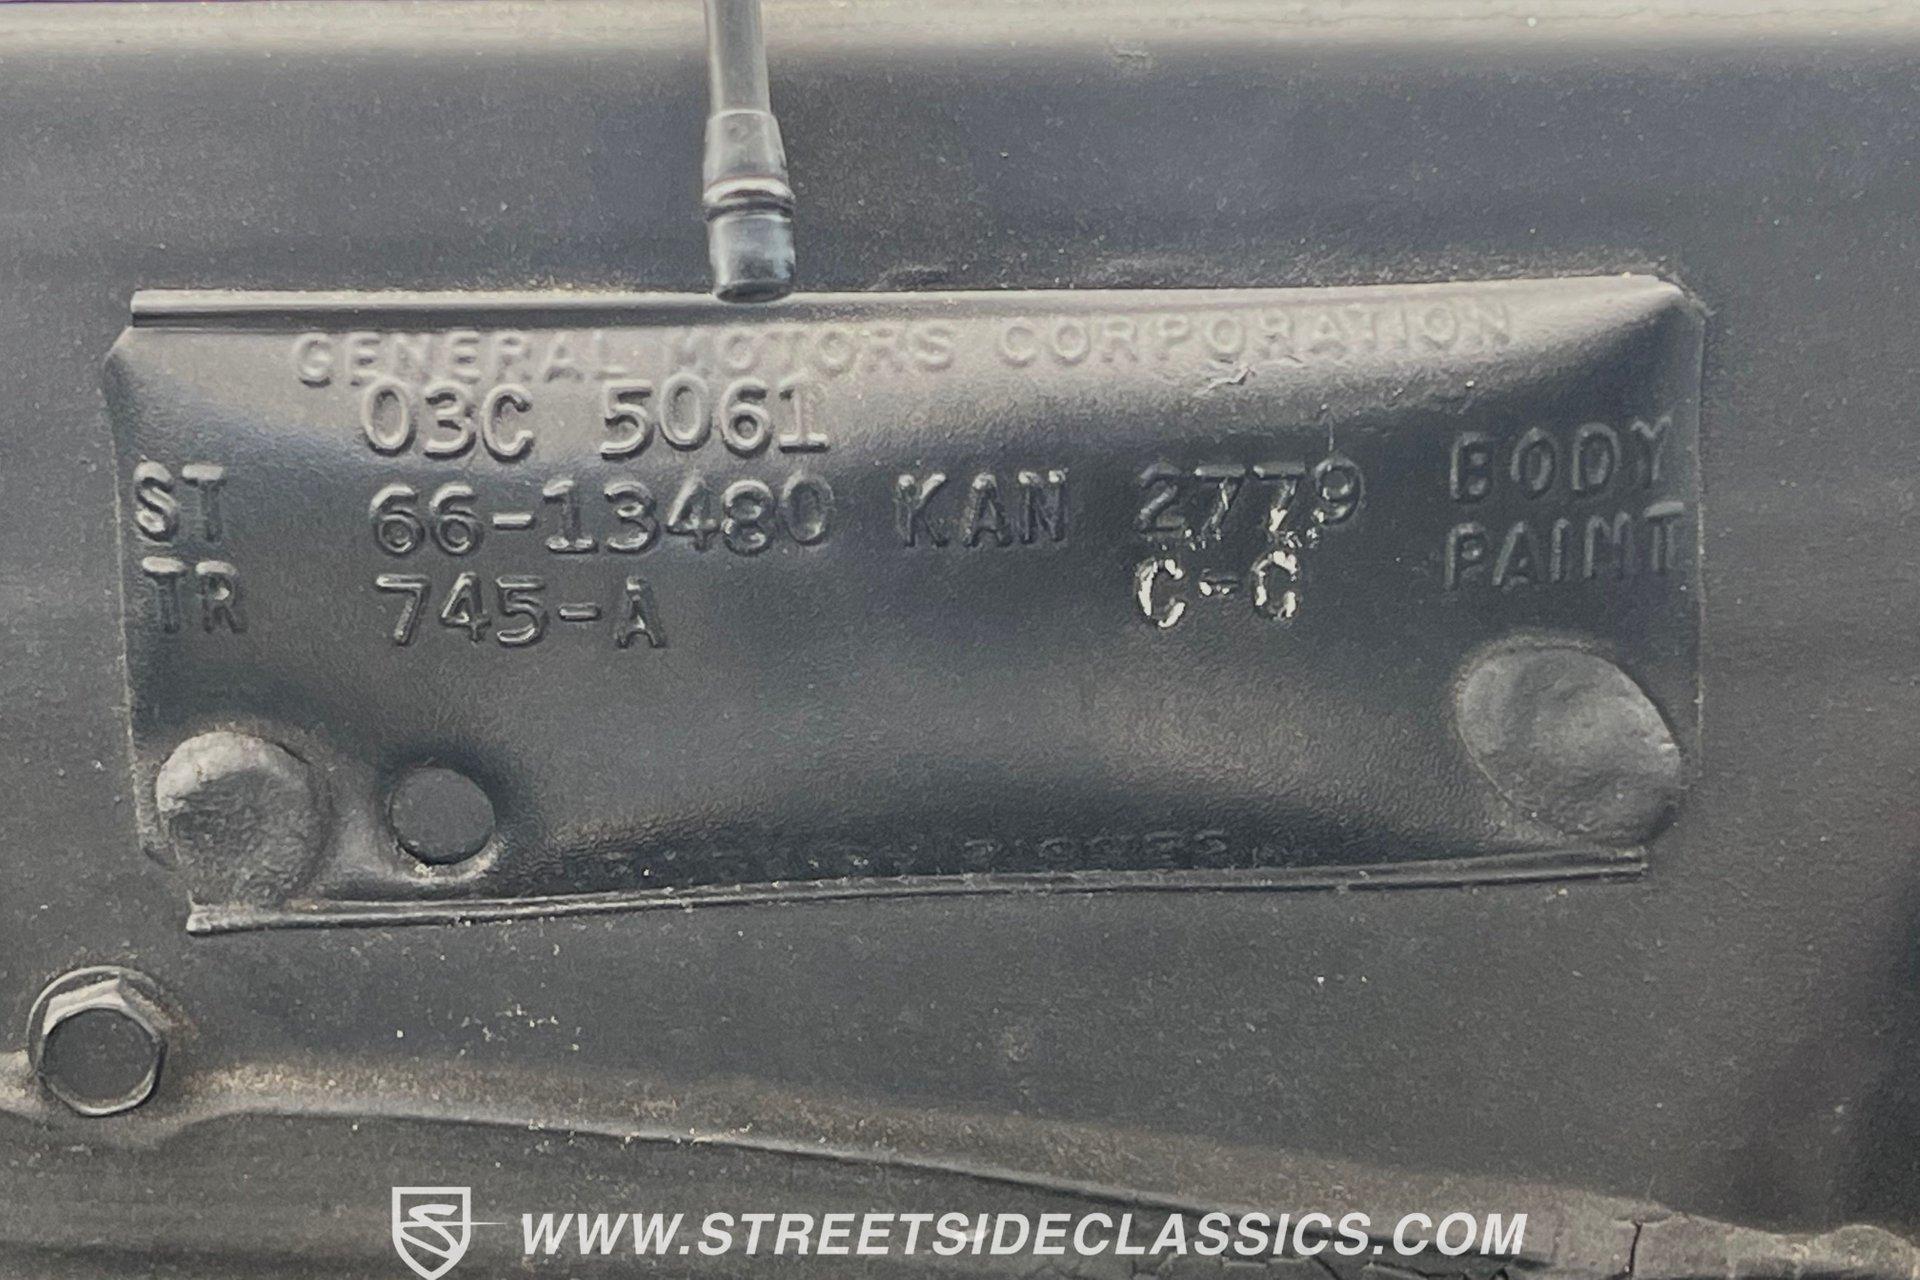 GENERAL MOTORS CORPORATION
03C 5061
ST 66-13480 KAN 2779 BODY
TR 745-A C-C PAINT
WWW.STREETSIDECLASSICS.COM